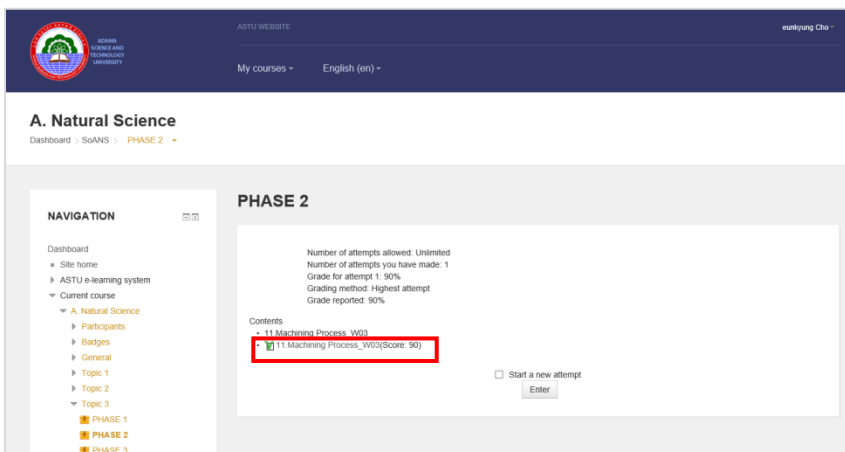 ADAMA
SCIENCE AND
TECHNOLOGY
UNIVERSITY
ASTU WEBSITE
eunkyung Cho
My courses
English (en)
A. Natural Science
Dashboard > SoANS > PHASE 2
NAVIGATION
Dashboard
Site home
ASTU e-learning system
Current course
A. Natural Science
Participants
Badges
General
Topic 1
Topic 2
Topic 3
PHASE 1
PHASE 2
PHASE 3
PHASE 2
Number of attempts allowed: Unlimited
Number of attempts you have made: 1
Grade for attempt 1: 90%
Grading method: Highest attempt
Grade reported: 90%
Contents
• 11.Machining Process_W03
• 11.Machining Process_W03(Score: 90)
Start a new attempt
Enter